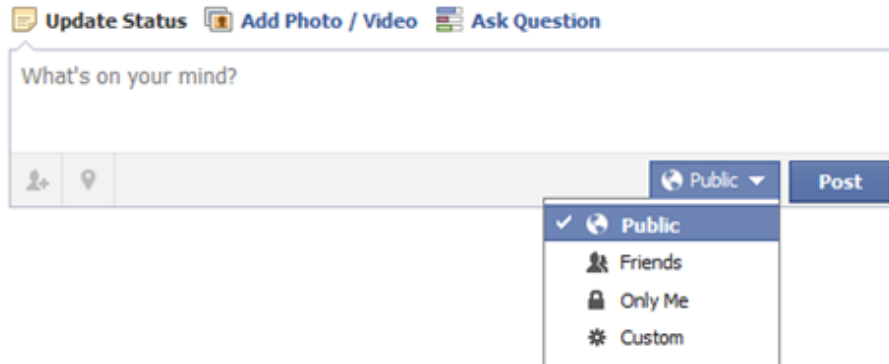 Update Status Add Photo / Video Ask Question
What's on your mind?
Public Post
Public
Friends
Only Me
Custom